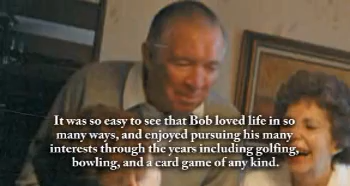 It was so easy to see that Bob loved life in so
many ways, and enjoyed pursuing his many
interests through the years including golfing,
bowling, and a card game of any kind.